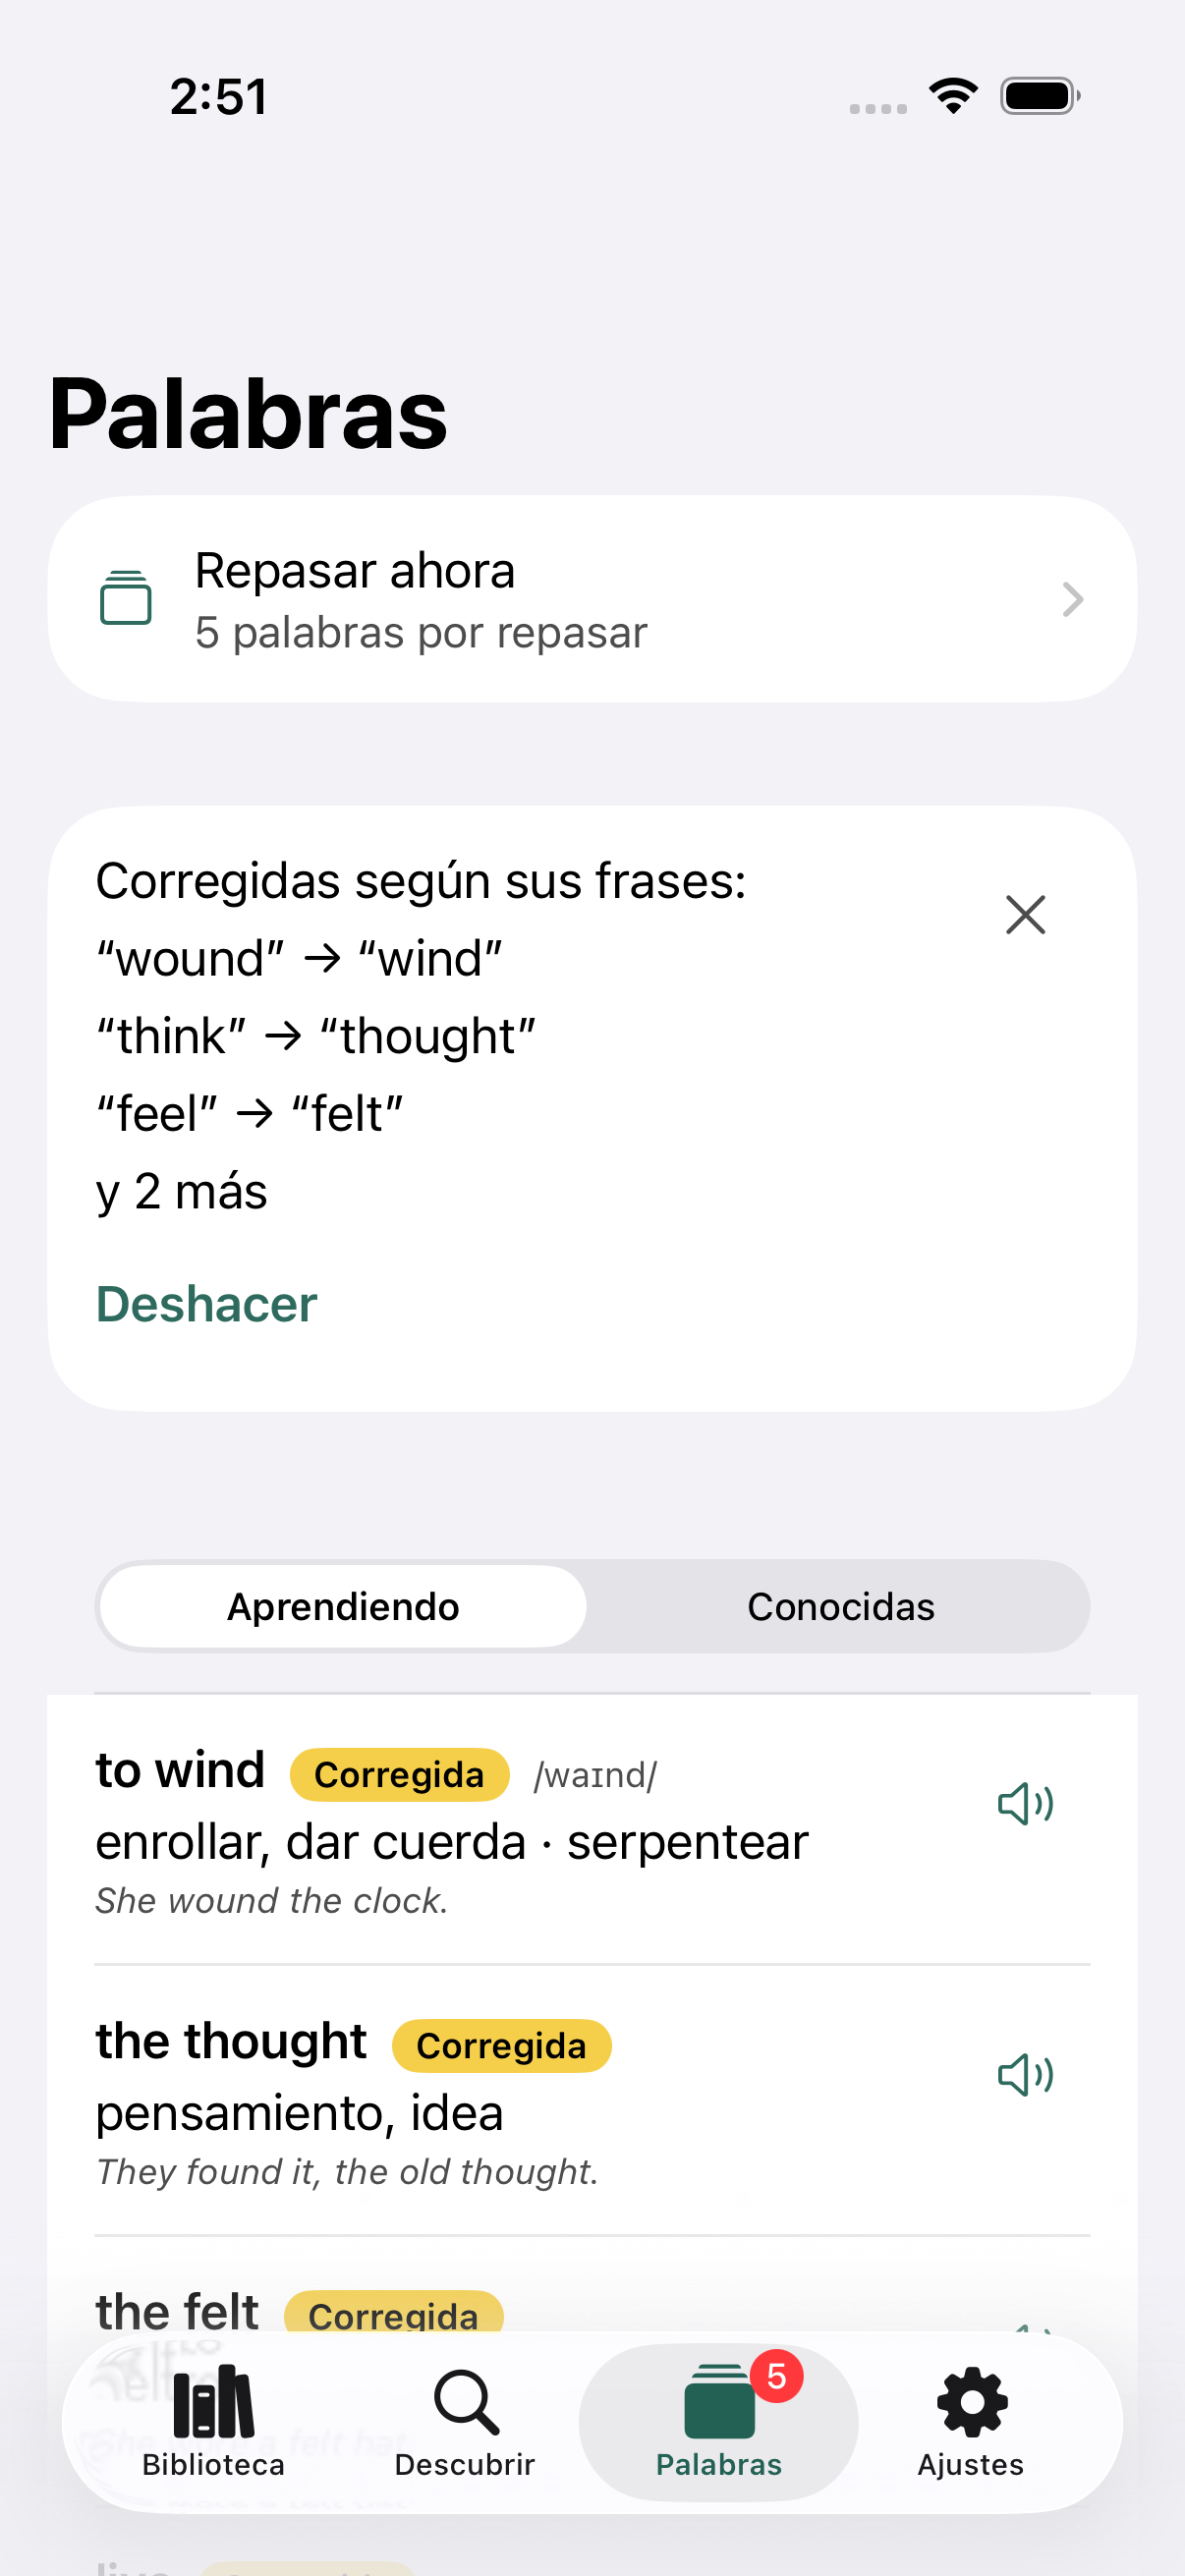 2:51
Palabras
Repasar ahora
5 palabras por repasar
Corregidas según sus frases:
“wound” → “wind”
“think” → “thought”
“feel” → “felt”
y 2 más
Deshacer
Aprendiendo
Conocidas
to wind Corregida /waɪnd/
enrollar, dar cuerda · serpentear
She wound the clock.
the thought Corregida
pensamiento, idea
They found it, the old thought.
the felt Corregida
a felt hat
5
Biblioteca
Descubrir
Palabras
Ajustes